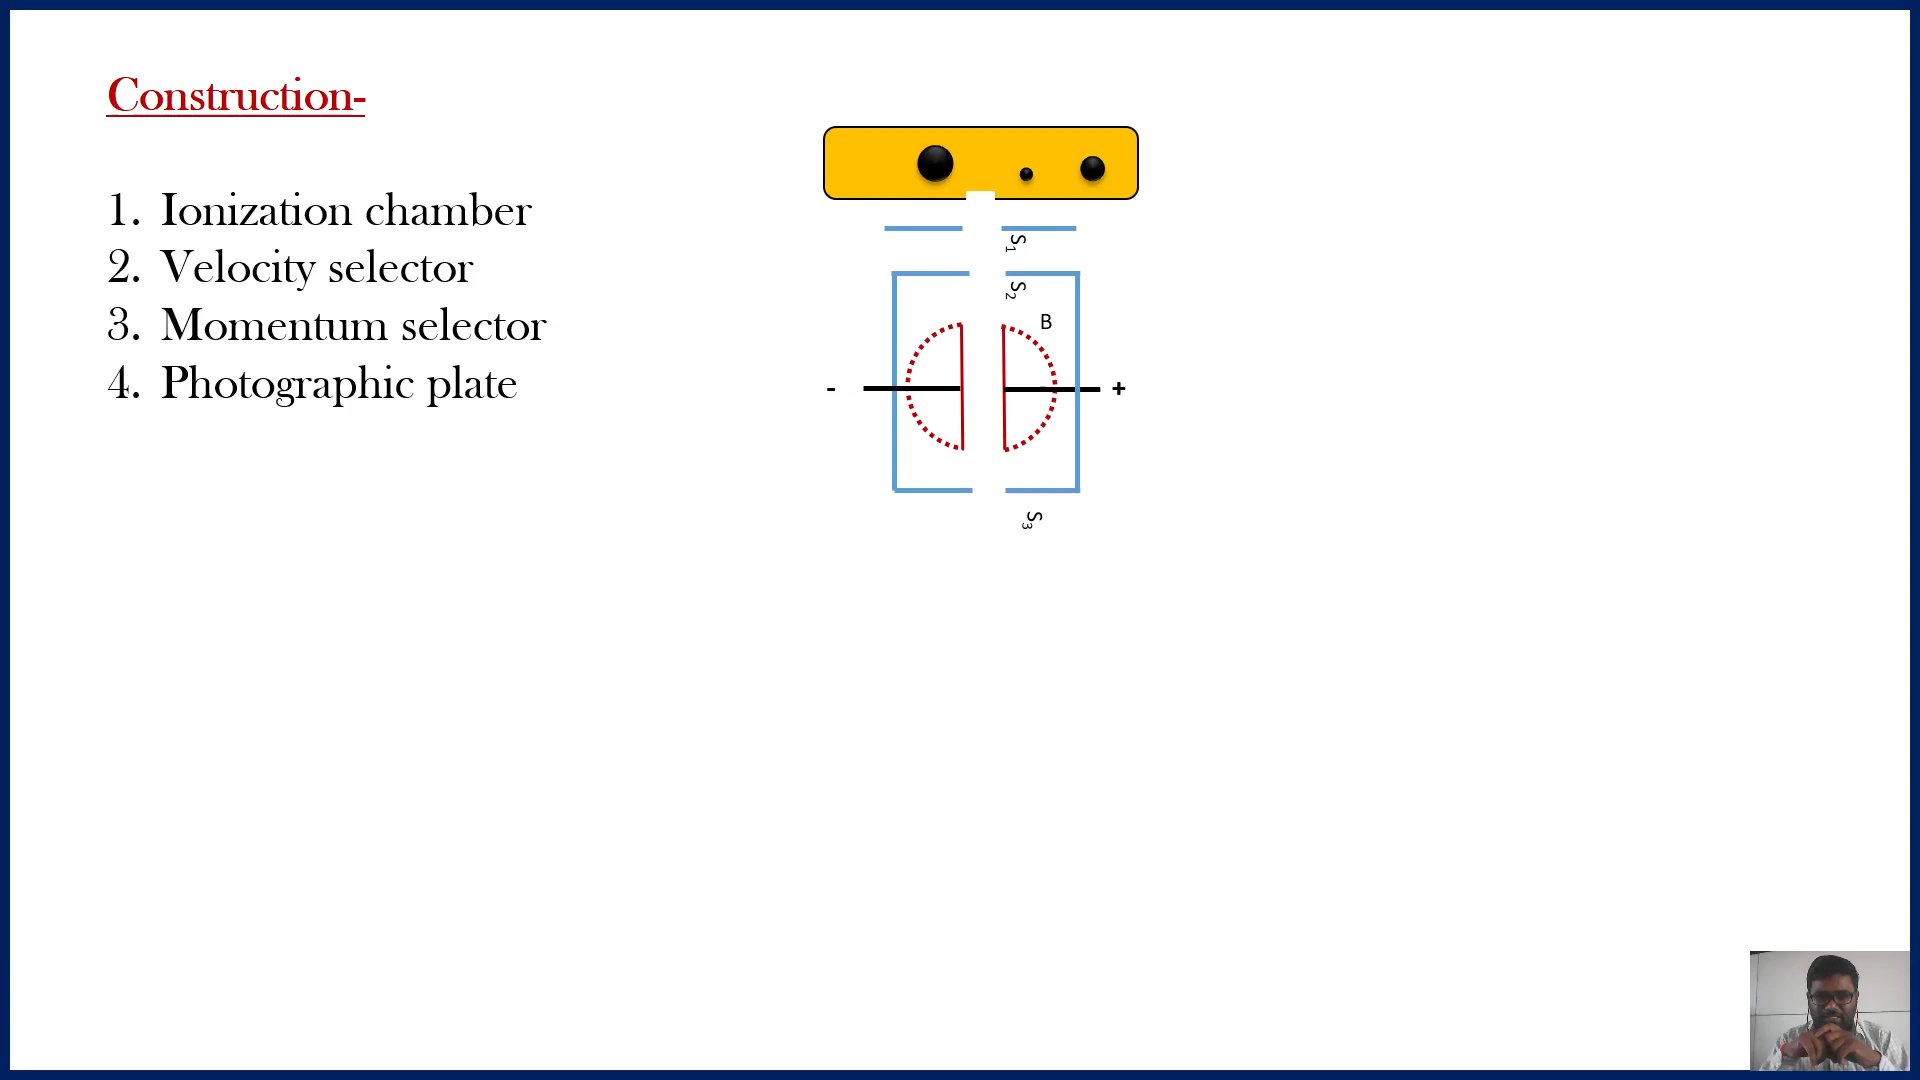 Construction-
1. Ionization chamber
2. Velocity selector
3. Momentum selector
4. Photographic plate
S1
S2
B
- +
S3